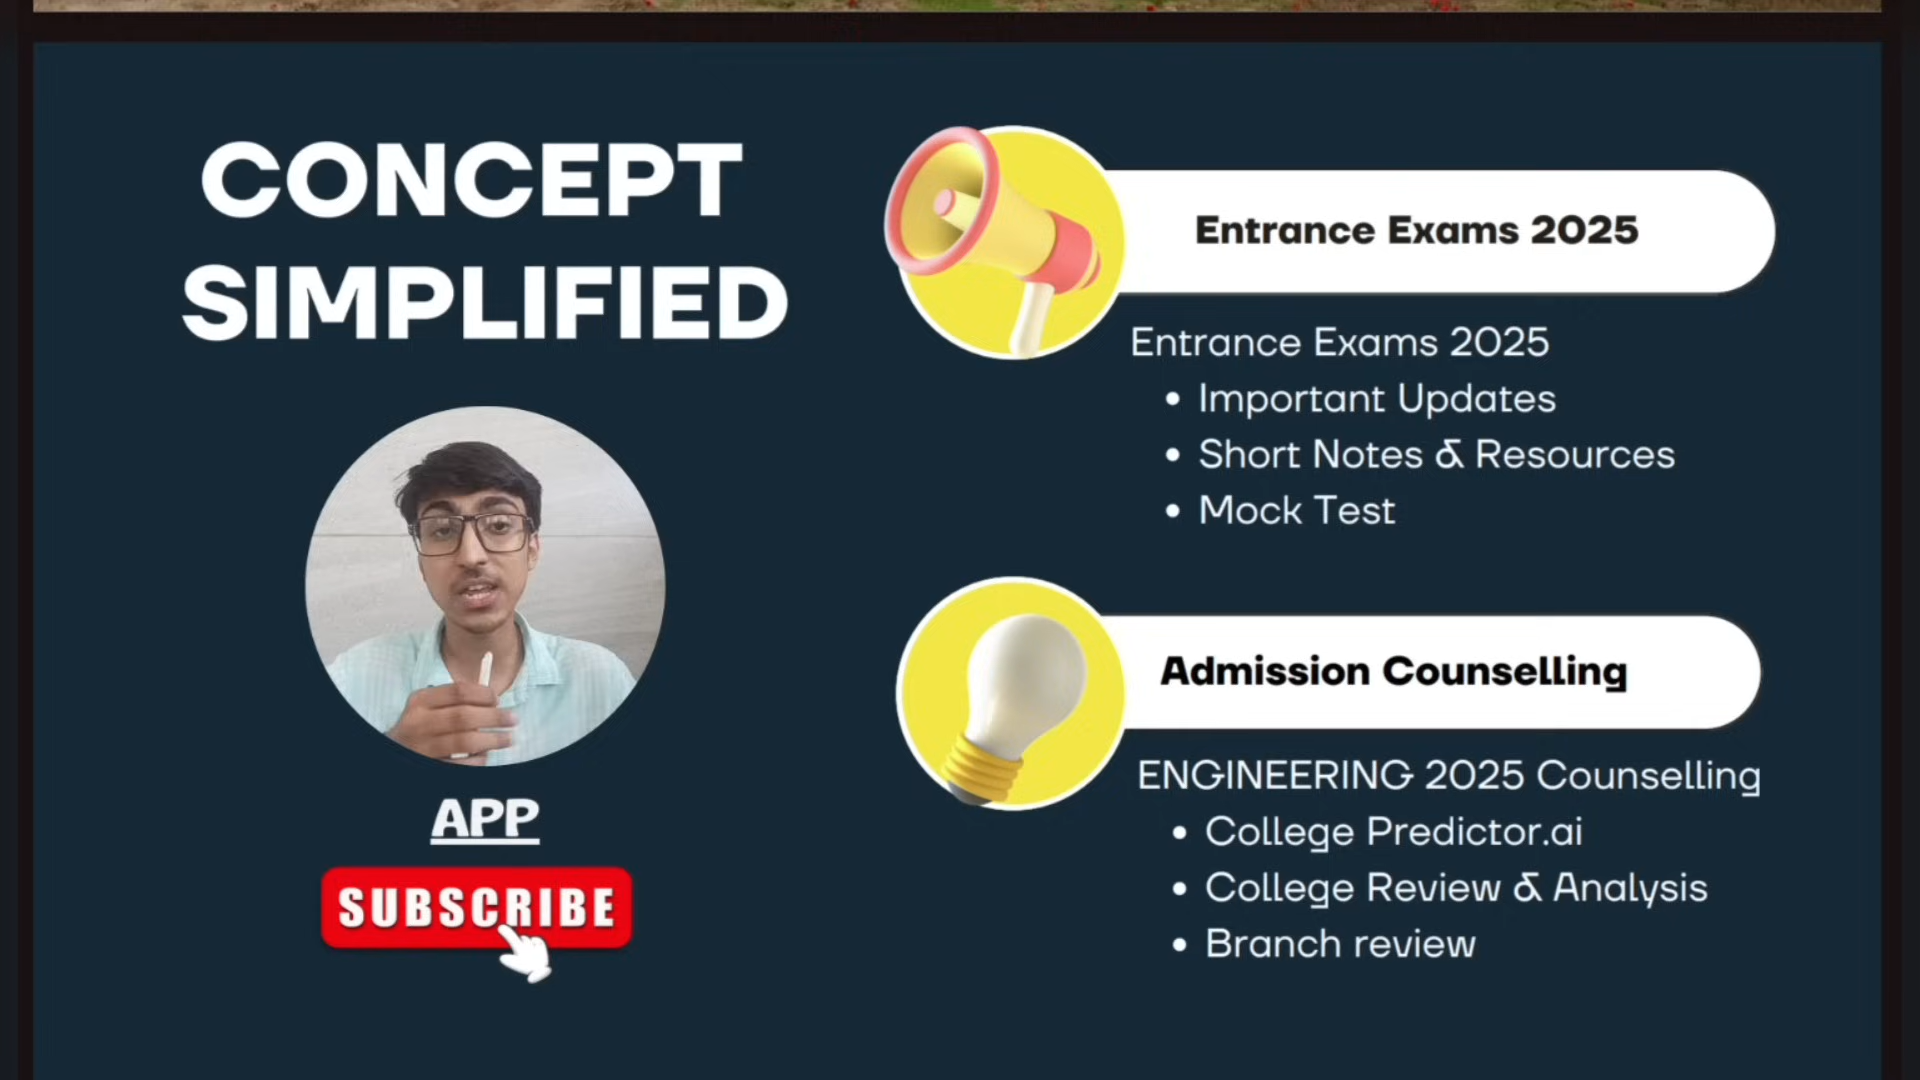 CONCEPT
SIMPLIFIED
APP
SUBSCRIBE
Entrance Exams 2025
Entrance Exams 2025
• Important Updates
• Short Notes & Resources
• Mock Test
Admission Counselling
ENGINEERING 2025 Counselling
• College Predictor.ai
• College Review & Analysis
• Branch review